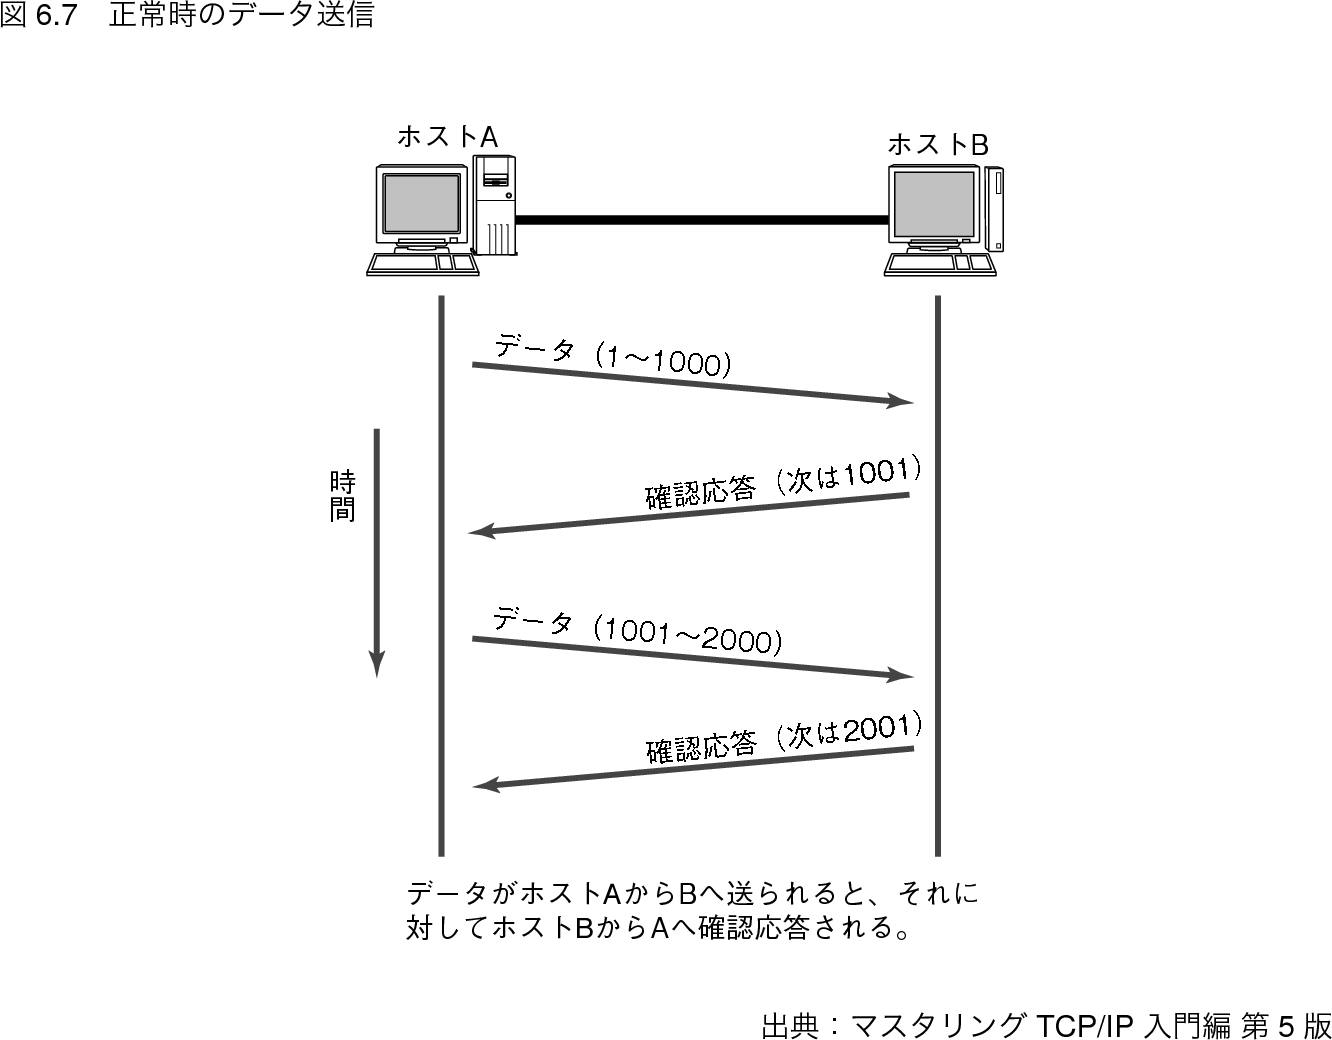 図 6.7　正常時のデータ送信
ホストA
ホストB
データ（1～1000）
確認応答（次は1001）
時間
データ（1001～2000）
確認応答（次は2001）
データがホストAからBへ送られると、それに
対してホストBからAへ確認応答される。
出典：マスタリング TCP/IP 入門編 第 5 版